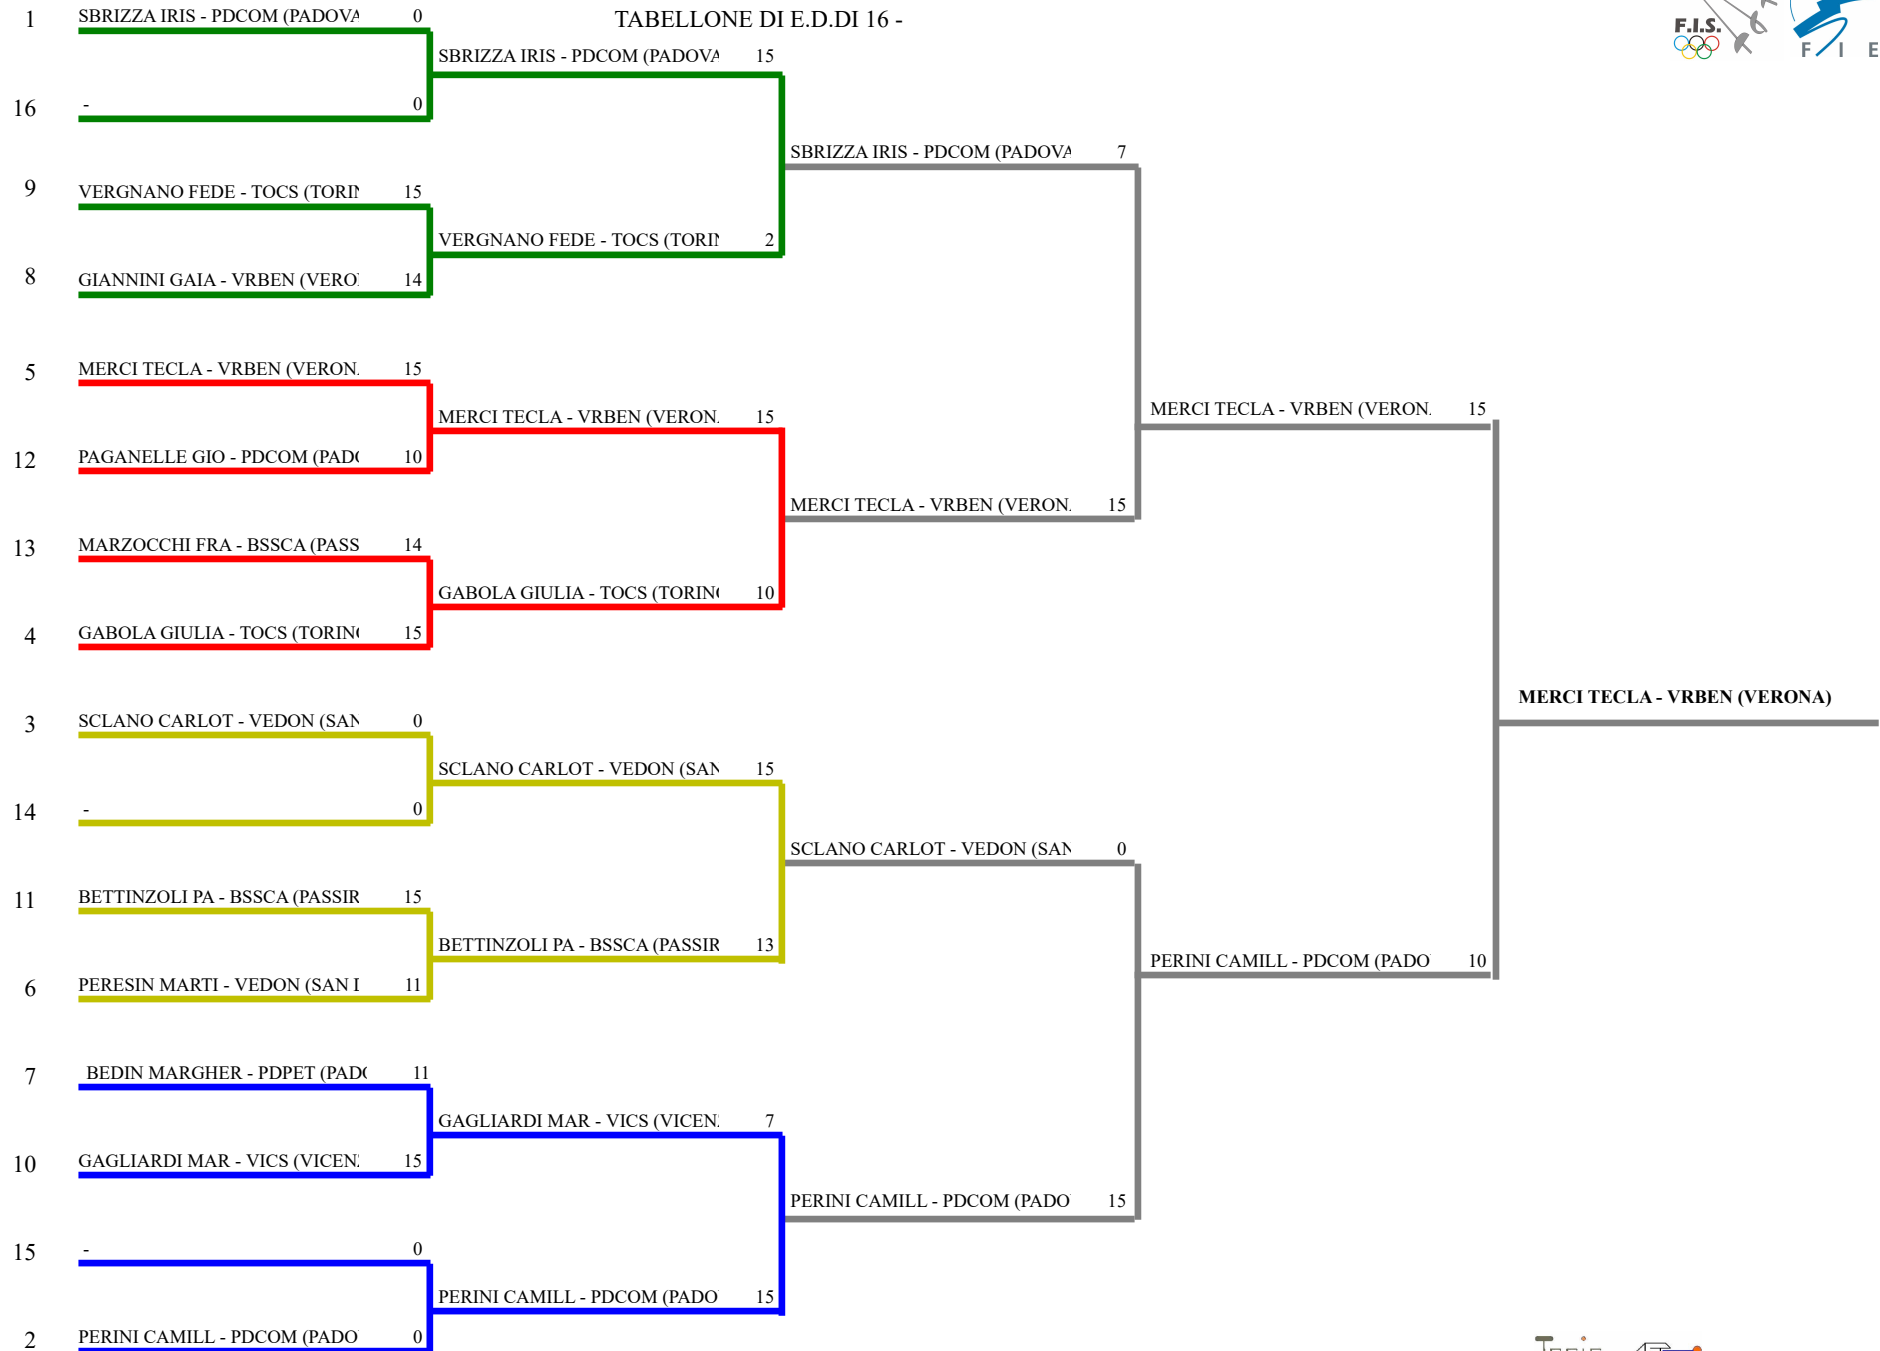 TABELLONE DI E.D.DI 16 -
F.I.S.
F I E
1 SBRIZZA IRIS - PDCOM (PADOVA 0
SBRIZZA IRIS - PDCOM (PADOVA 15
16 - 0
SBRIZZA IRIS - PDCOM (PADOVA 7
9 VERGNANO FEDE - TOCS (TORIN 15
VERGNANO FEDE - TOCS (TORIN 2
8 GIANNINI GAIA - VRBEN (VERO 14
5 MERCI TECLA - VRBEN (VERON 15
MERCI TECLA - VRBEN (VERON 15
MERCI TECLA - VRBEN (VERON 15
12 PAGANELLE GIO - PDCOM (PADO 10
MERCI TECLA - VRBEN (VERON 15
13 MARZOCCHI FRA - BSSCA (PASS 14
GABOLA GIULIA - TOCS (TORINO 10
4 GABOLA GIULIA - TOCS (TORINO 15
MERCI TECLA - VRBEN (VERONA)
3 SCLANO CARLOT - VEDON (SAN 0
SCLANO CARLOT - VEDON (SAN 15
14 - 0
SCLANO CARLOT - VEDON (SAN 0
11 BETTINZOLI PA - BSSCA (PASSIR 15
BETTINZOLI PA - BSSCA (PASSIR 13
PERINI CAMILL - PDCOM (PADO 10
6 PERESIN MARTI - VEDON (SAN 11
7 BEDIN MARGHER - PDPET (PADO 11
GAGLIARDI MAR - VICS (VICEN 7
10 GAGLIARDI MAR - VICS (VICEN 15
PERINI CAMILL - PDCOM (PADO 15
15 - 0
PERINI CAMILL - PDCOM (PADO 15
2 PERINI CAMILL - PDCOM (PADO 0